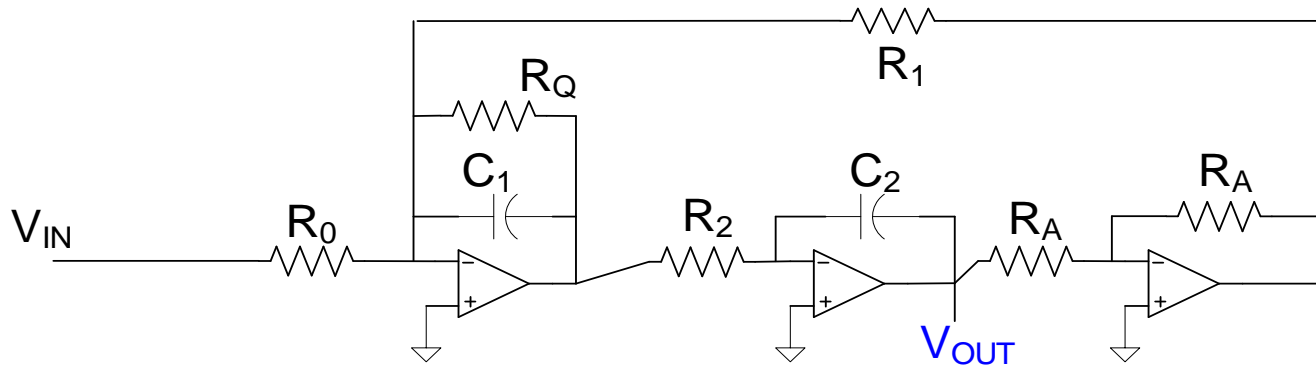 R1
RQ
C1
C2
RA
VIN
R0
R2
RA
− + − + − +
VOUT